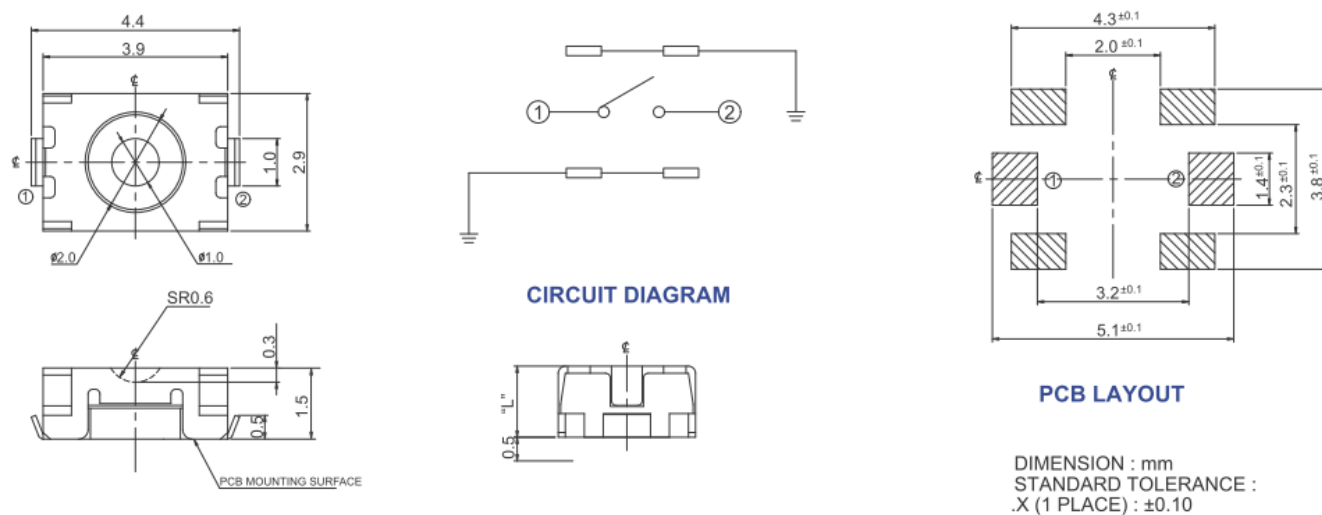 4.4
3.9
℄
℄
1.0
2.9
①
②
ø2.0
ø1.0
SR0.6
℄
0.3
0.5
1.5
PCB MOUNTING SURFACE
①
②
CIRCUIT DIAGRAM
℄
"L"
0.5
4.3±0.1
2.0 ±0.1
℄
℄
①
②
1.4±0.1
2.3±0.1
3.8±0.1
3.2±0.1
5.1±0.1
PCB LAYOUT
DIMENSION : mm
STANDARD TOLERANCE :
.X (1 PLACE) : ±0.10